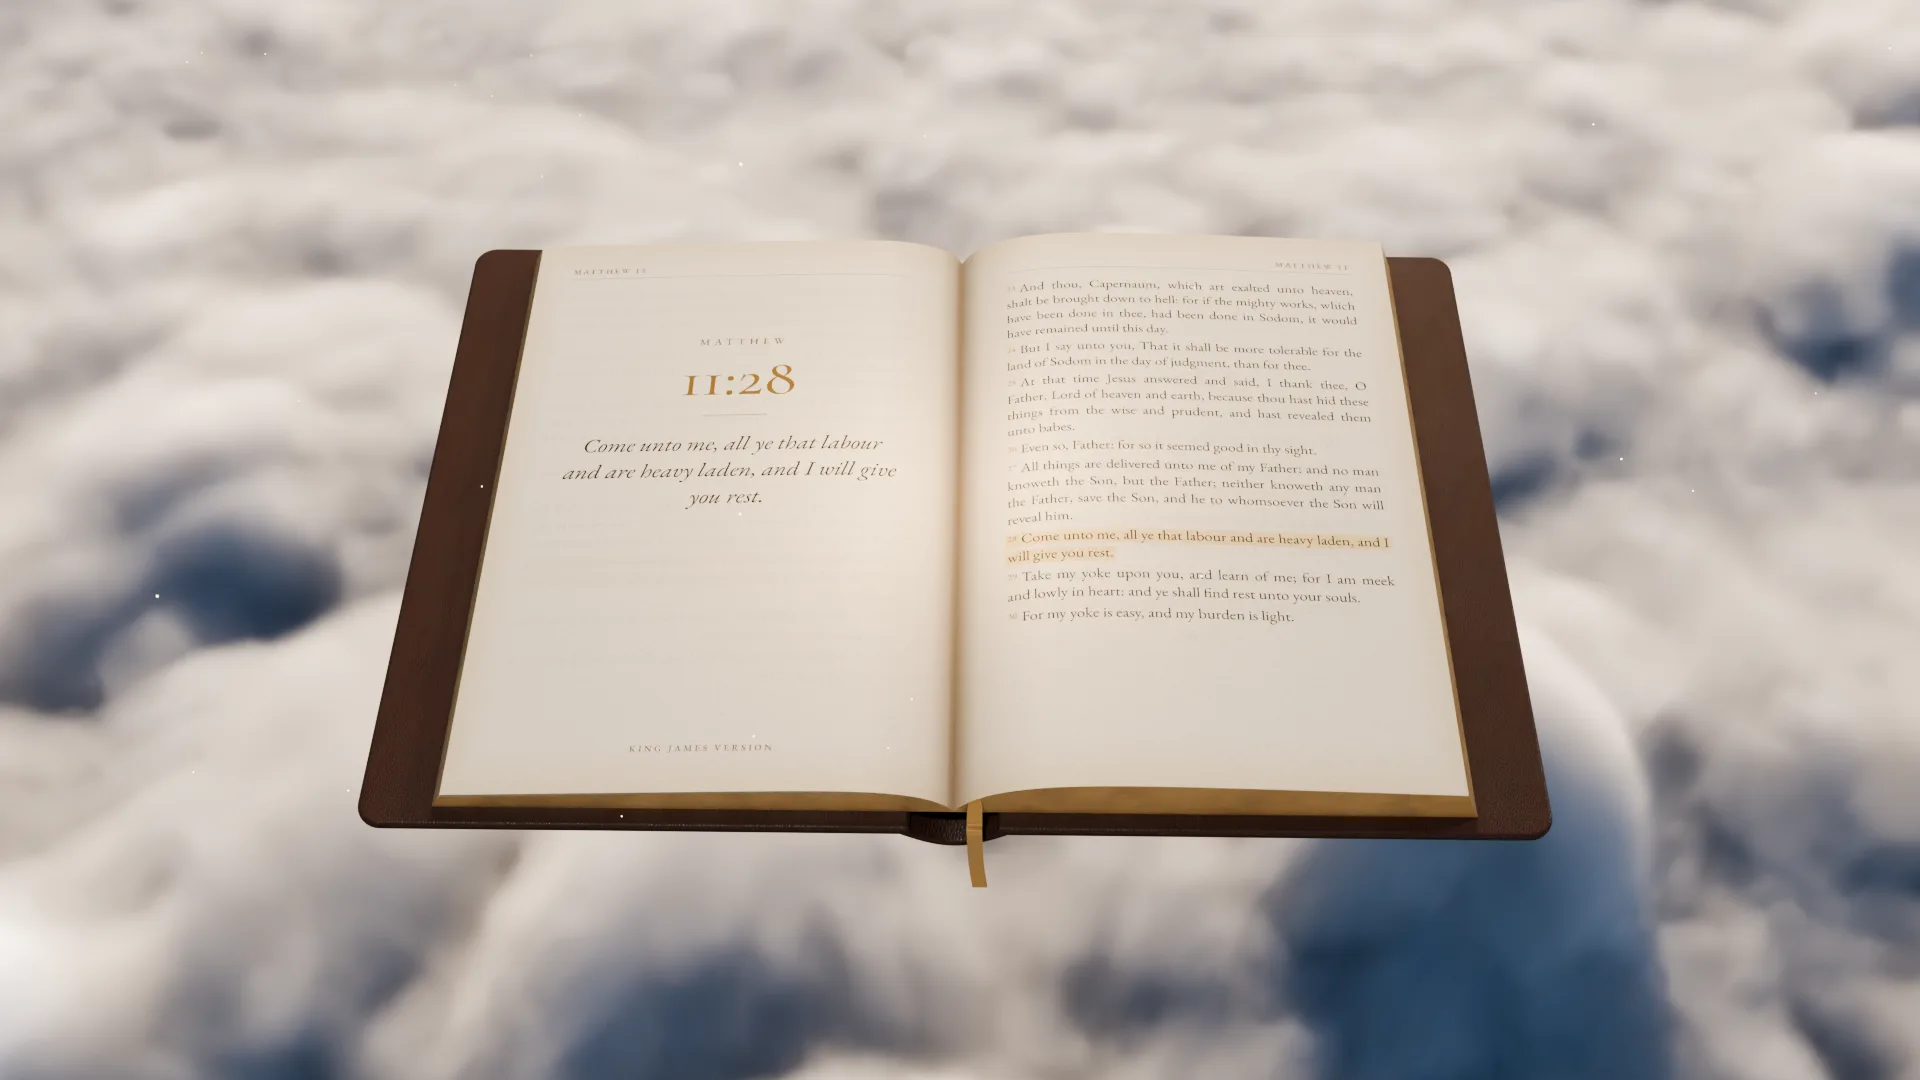 MATTHEW 11
MATTHEW
11:28
Come unto me, all ye that labour
and are heavy laden, and I will give
you rest.
KING JAMES VERSION
MATTHEW 11
23 And thou, Capernaum, which art exalted unto heaven,
shalt be brought down to hell: for if the mighty works, which
have been done in thee, had been done in Sodom, it would
have remained until this day.
24 But I say unto you, That it shall be more tolerable for the
land of Sodom in the day of judgment, than for thee.
25 At that time Jesus answered and said, I thank thee, O
Father, Lord of heaven and earth, because thou hast hid these
things from the wise and prudent, and hast revealed them
unto babes.
26 Even so, Father: for so it seemed good in thy sight.
27 All things are delivered unto me of my Father: and no man
knoweth the Son, but the Father; neither knoweth any man
the Father, save the Son, and he to whomsoever the Son will
reveal him.
28 Come unto me, all ye that labour and are heavy laden, and I
will give you rest.
29 Take my yoke upon you, and learn of me; for I am meek
and lowly in heart: and ye shall find rest unto your souls.
30 For my yoke is easy, and my burden is light.